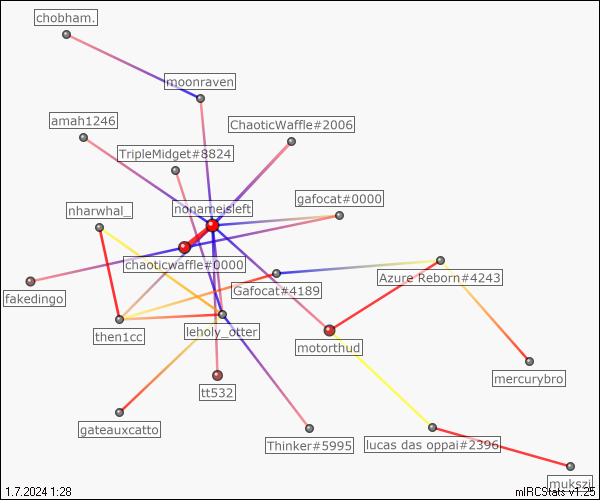 chobham.
moonraven
amah1246
ChaoticWaffle#2006
TripleMidget#8824
gafocat#0000
nharwhal_
nonameisleft
chaoticwaffle#0000
Azure Reborn#4243
fakedingo
Gafocat#4189
then1cc
leholy_otter
motorthud
mercurybro
tt532
gateauxcatto
Thinker#5995
lucas das oppai#2396
mukszi
1.7.2024 1:28
mIRCStats v1.25